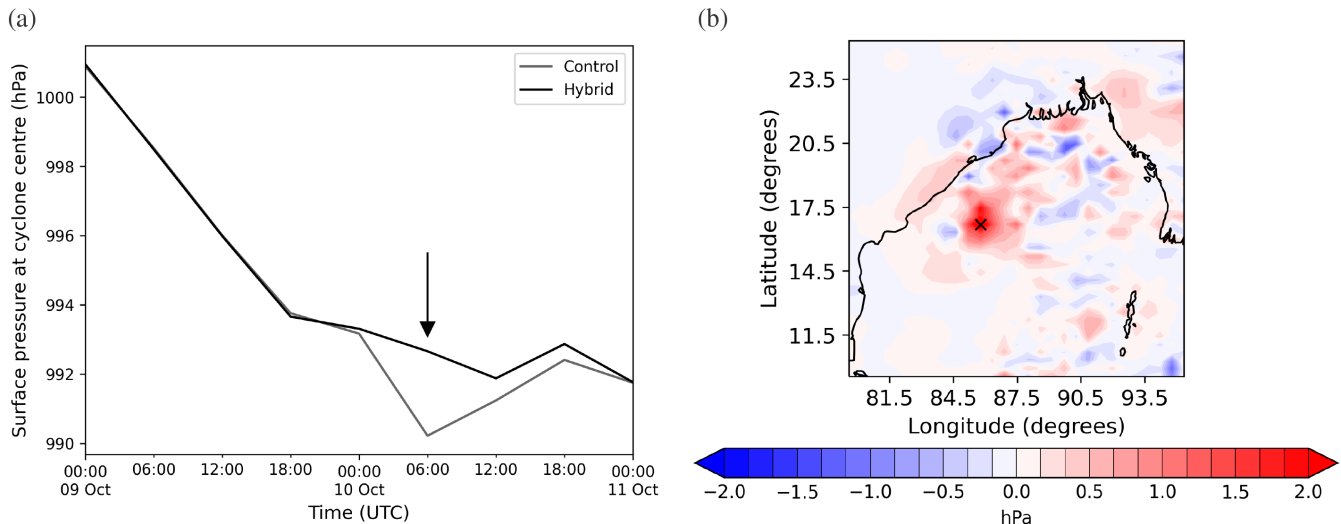 (a)
Surface pressure at cyclone centre (hPa)
1000
998
996
994
992
990
Control
Hybrid
00:00 06:00 12:00 18:00 00:00 06:00 12:00 18:00 00:00
09 Oct 10 Oct 11 Oct
Time (UTC)
(b)
Latitude (degrees)
23.5
20.5
17.5
14.5
11.5
81.5 84.5 87.5 90.5 93.5
Longitude (degrees)
−2.0 −1.5 −1.0 −0.5 0.0 0.5 1.0 1.5 2.0
hPa